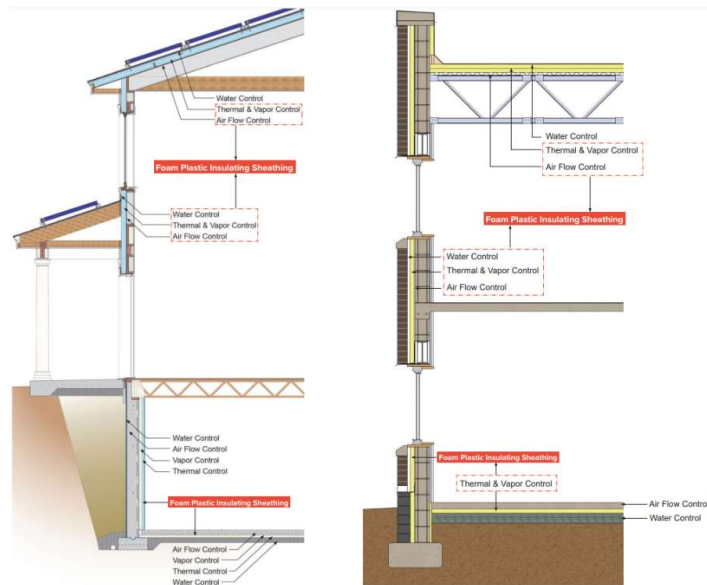 Water Control
Thermal & Vapor Control
Air Flow Control
Foam Plastic Insulating Sheathing
Water Control
Thermal & Vapor Control
Air Flow Control
Water Control
Air Flow Control
Vapor Control
Thermal Control
Foam Plastic Insulating Sheathing
Air Flow Control
Vapor Control
Thermal Control
Water Control
Water Control
Thermal & Vapor Control
Air Flow Control
Foam Plastic Insulating Sheathing
Water Control
Thermal & Vapor Control
Air Flow Control
Foam Plastic Insulating Sheathing
Thermal & Vapor Control
Air Flow Control
Water Control